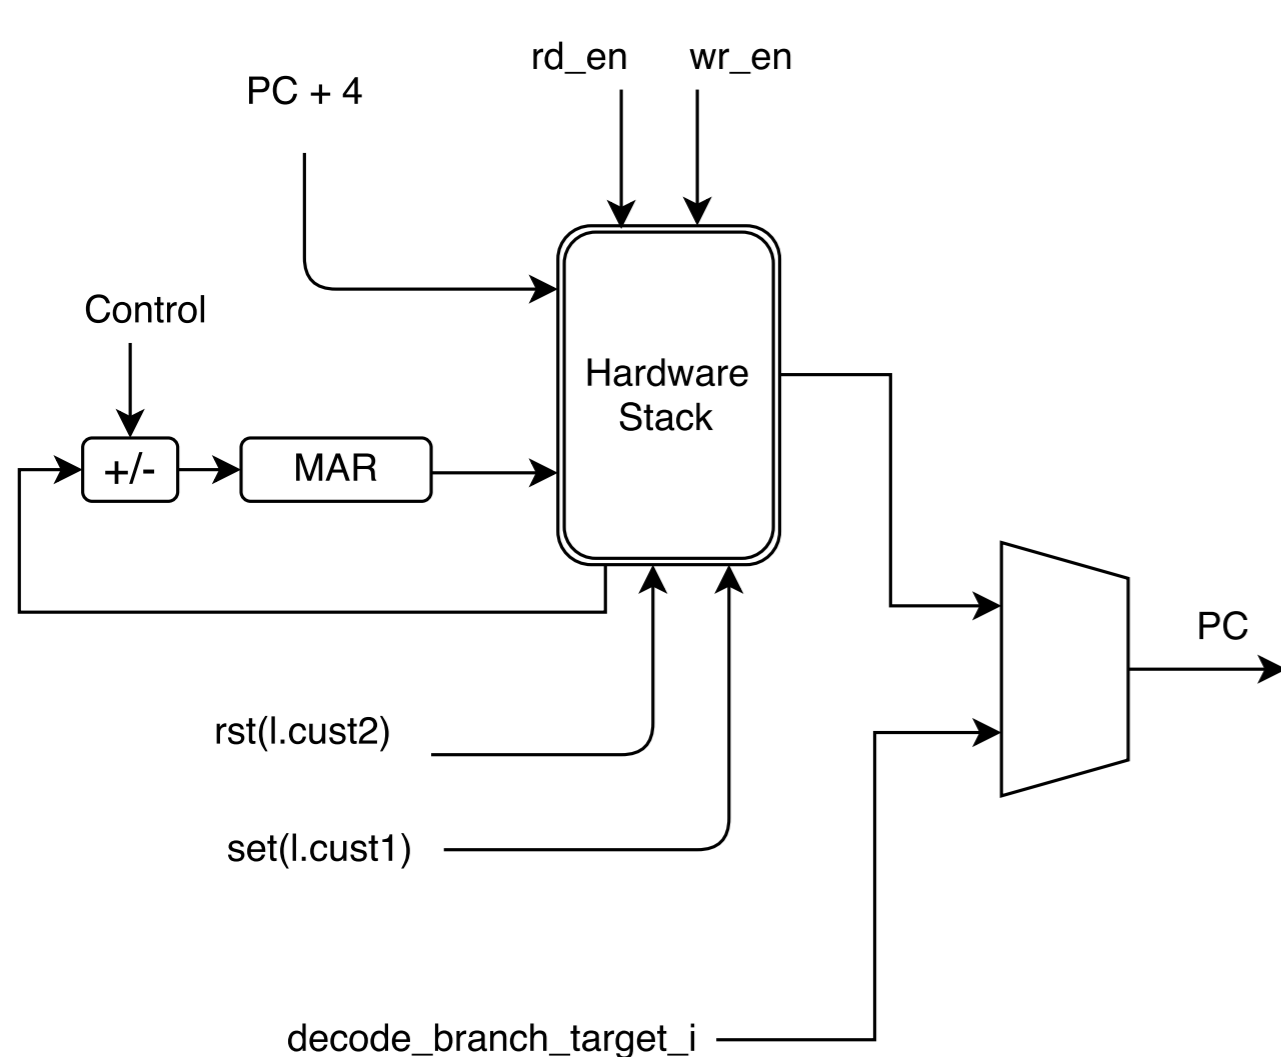 rd_en
wr_en
PC + 4
Control
Hardware
Stack
+/-
MAR
PC
rst(l.cust2)
set(l.cust1)
decode_branch_target_i